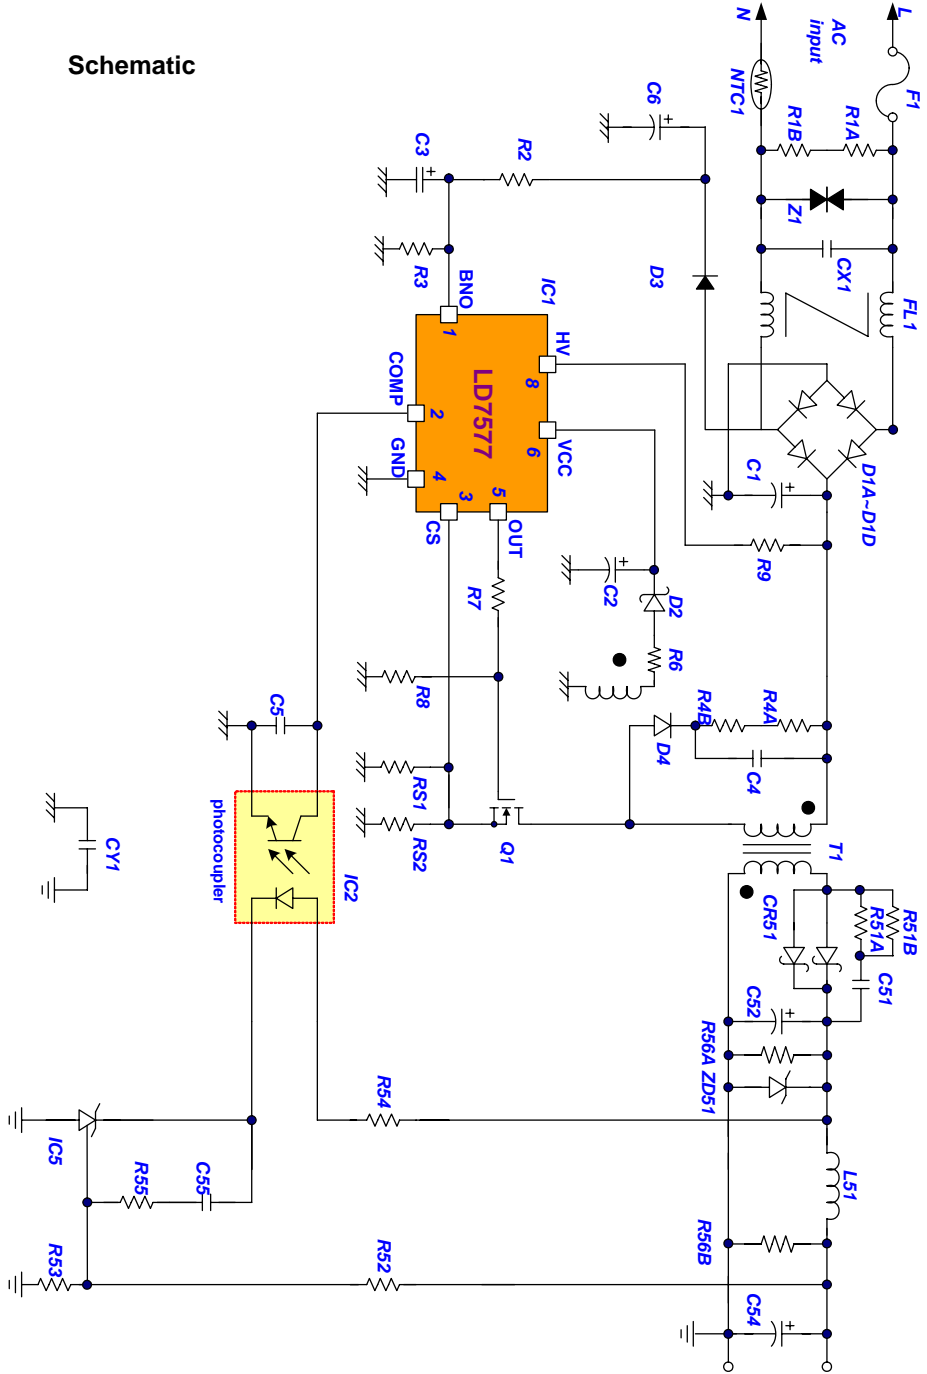 Schematic
L
N
AC
input
F1
NTC1
R1A
R1B
Z1
CX1
FL1
D1A~D1D
C6
+
C3
+
R2
R3
D3
IC1
LD7577
BNO
1
COMP
2
GND
4
3
CS
5
OUT
HV
8
VCC
6
C1
+
R9
C2
+
D2
R6
R7
R8
R4A
R4B
C4
D4
T1
Q1
RS1
RS2
C5
IC2
photocoupler
CY1
CR51
R51B
R51A
C51
C52
+
R56A
ZD51
R54
L51
IC5
R55
C55
R56B
R52
R53
C54
+